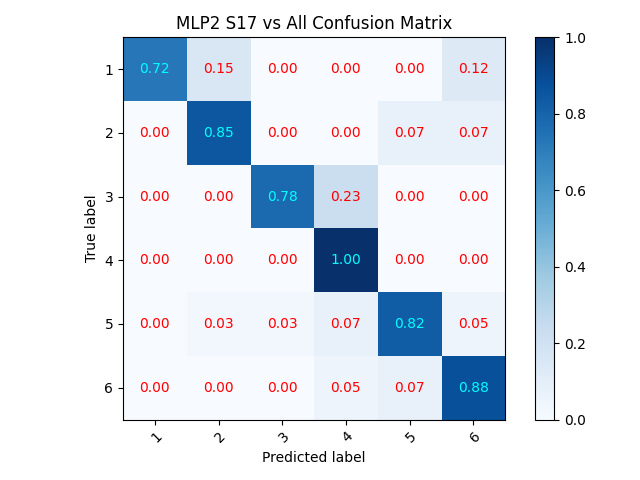 MLP2 S17 vs All Confusion Matrix
1 0.72 0.15 0.00 0.00 0.00 0.12
2 0.00 0.85 0.00 0.00 0.07 0.07
3 0.00 0.00 0.78 0.23 0.00 0.00
4 0.00 0.00 0.00 1.00 0.00 0.00
5 0.00 0.03 0.03 0.07 0.82 0.05
6 0.00 0.00 0.00 0.05 0.07 0.88
True label
1 2 3 4 5 6
Predicted label
1.0
0.8
0.6
0.4
0.2
0.0